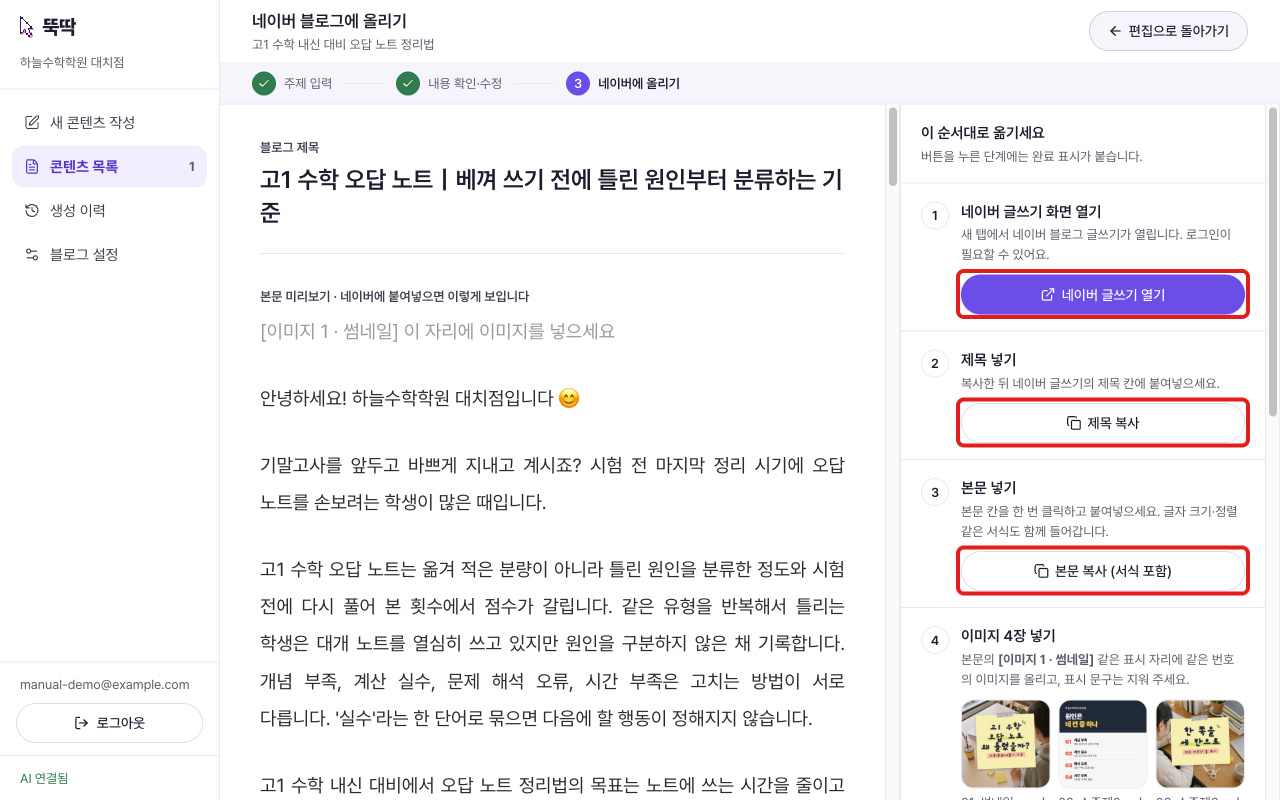 뚝딱
하늘수학학원 대치점
새 콘텐츠 작성
콘텐츠 목록 1
생성 이력
블로그 설정
manual-demo@example.com
로그아웃
AI 연결됨
네이버 블로그에 올리기
고1 수학 내신 대비 오답 노트 정리법
편집으로 돌아가기
주제 입력
내용 확인·수정
3 네이버에 올리기
블로그 제목
고1 수학 오답 노트 | 베껴 쓰기 전에 틀린 원인부터 분류하는 기
준
본문 미리보기 · 네이버에 붙여넣으면 이렇게 보입니다
[이미지 1 · 썸네일] 이 자리에 이미지를 넣으세요
안녕하세요! 하늘수학학원 대치점입니다 😊
기말고사를 앞두고 바쁘게 지내고 계시죠? 시험 전 마지막 정리 시기에 오답
노트를 손보려는 학생이 많은 때입니다.
고1 수학 오답 노트는 옮겨 적은 분량이 아니라 틀린 원인을 분류한 정도와 시험
전에 다시 풀어 본 횟수에서 점수가 갈립니다. 같은 유형을 반복해서 틀리는
학생은 대개 노트를 열심히 쓰고 있지만 원인을 구분하지 않은 채 기록합니다.
개념 부족, 계산 실수, 문제 해석 오류, 시간 부족은 고치는 방법이 서로
다릅니다. '실수'라는 한 단어로 묶으면 다음에 할 행동이 정해지지 않습니다.
고1 수학 내신 대비에서 오답 노트 정리법의 목표는 노트에 쓰는 시간을 줄이고
이 순서대로 옮기세요
버튼을 누른 단계에는 완료 표시가 붙습니다.
1 네이버 글쓰기 화면 열기
새 탭에서 네이버 블로그 글쓰기가 열립니다. 로그인이
필요할 수 있어요.
네이버 글쓰기 열기
2 제목 넣기
복사한 뒤 네이버 글쓰기의 제목 칸에 붙여넣으세요.
제목 복사
3 본문 넣기
본문 칸을 한 번 클릭하고 붙여넣으세요. 글자 크기·정렬
같은 서식도 함께 들어갑니다.
본문 복사 (서식 포함)
4 이미지 4장 넣기
본문의 [이미지 1 · 썸네일] 같은 표시 자리에 같은 번호
의 이미지를 올리고, 표시 문구는 지워 주세요.
고1 수학
오답 노트
왜 틀렸을까?
원인은
네 칸 중 하나
01
02
03
04
한 쪽을
세 칸으로